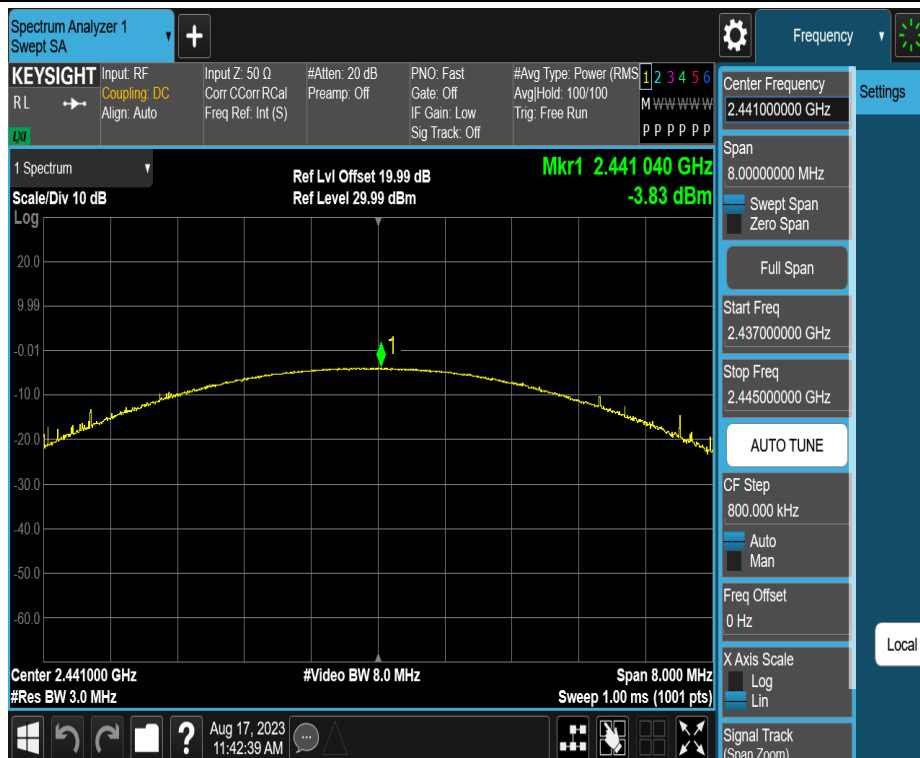 Spectrum Analyzer 1
Swept SA
Frequency
KEYSIGHT
RL
LXI
Input: RF
Coupling: DC
Align: Auto
Input Z: 50 Ω
Corr CCorr RCal
Freq Ref: Int (S)
#Atten: 20 dB
Preamp: Off
PNO: Fast
Gate: Off
IF Gain: Low
Sig Track: Off
#Avg Type: Power (RMS
Avg|Hold: 100/100
Trig: Free Run
1 2 3 4 5 6
M W W W W W
P P P P P P
1 Spectrum
Scale/Div 10 dB
Log
Ref Lvl Offset 19.99 dB
Ref Level 29.99 dBm
Mkr1 2.441 040 GHz
-3.83 dBm
1
20.0
9.99
-0.01
-10.0
-20.0
-30.0
-40.0
-50.0
-60.0
Center 2.441000 GHz
#Res BW 3.0 MHz
#Video BW 8.0 MHz
Span 8.000 MHz
Sweep 1.00 ms (1001 pts)
Aug 17, 2023
11:42:39 AM
Center Frequency
2.441000000 GHz
Span
8.00000000 MHz
Swept Span
Zero Span
Full Span
Start Freq
2.437000000 GHz
Stop Freq
2.445000000 GHz
AUTO TUNE
CF Step
800.000 kHz
Auto
Man
Freq Offset
0 Hz
X Axis Scale
Log
Lin
Signal Track
(Span Zoom)
Settings
Local